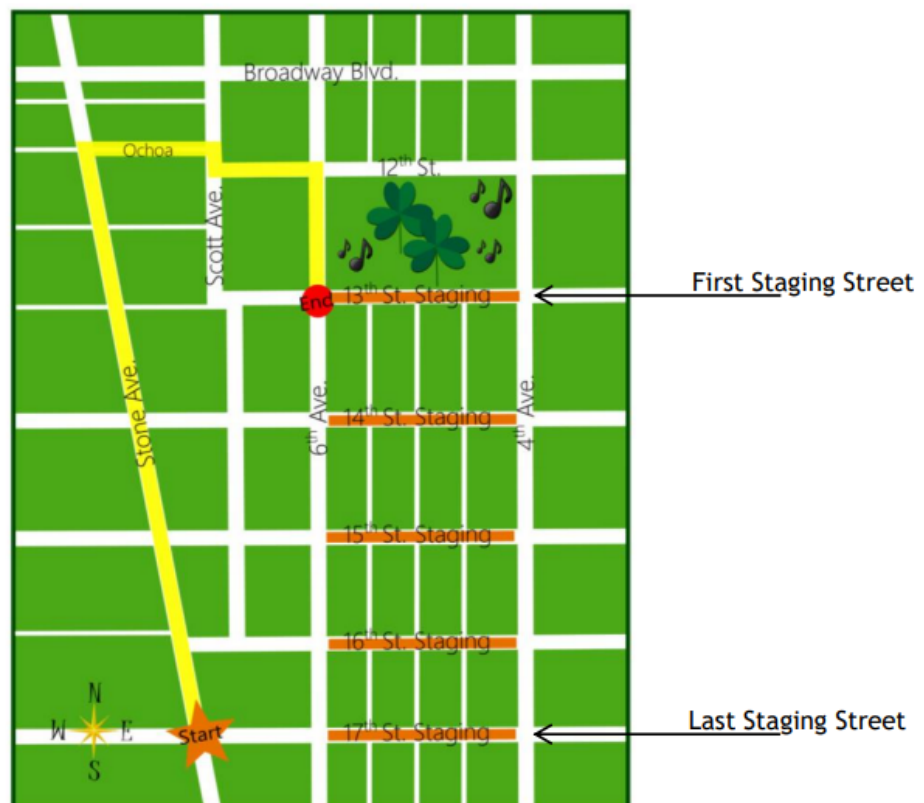 Broadway Blvd.
Ochoa
12th St.
Scott Ave.
First Staging Street
End
13th St. Staging
Stone Ave.
6th Ave.
4th Ave.
14th St. Staging
15th St. Staging
16th St. Staging
N
W E
S
Start
17th St. Staging
Last Staging Street